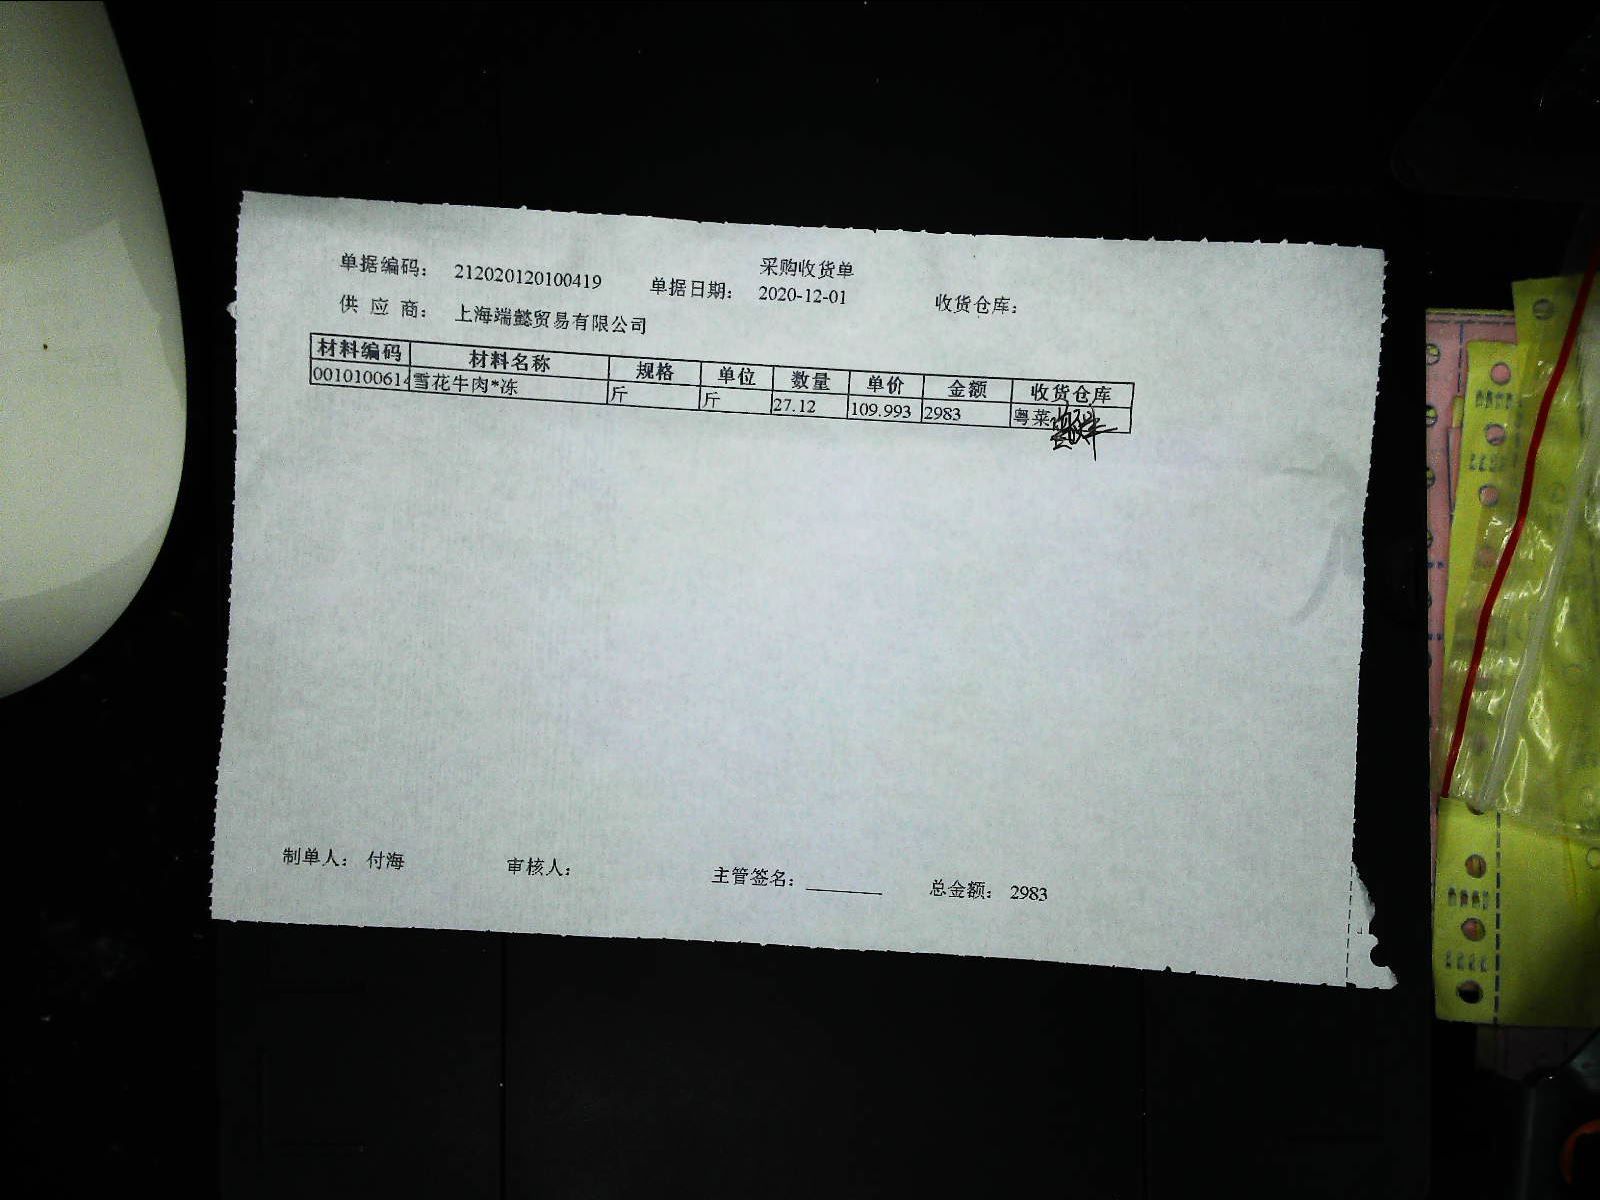 采购收货单
单据编码： 212020120100419 单据日期： 2020-12-01 收货仓库：
供 应 商： 上海端懿贸易有限公司
材料编码 材料名称 规格 单位 数量 单价 金额 收货仓库
0010100614 雪花牛肉*冻 斤 斤 27.12 109.993 2983 粤菜
制单人： 付海 审核人： 主管签名： 总金额： 2983